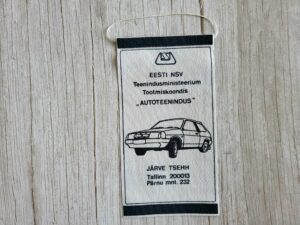 EESTI NSV
Teenindusministeerium
Tootmiskoondis
„AUTOTEENINDUS"
JÄRVE TSEHH
Tallinn 200013
Pärnu mnt. 232